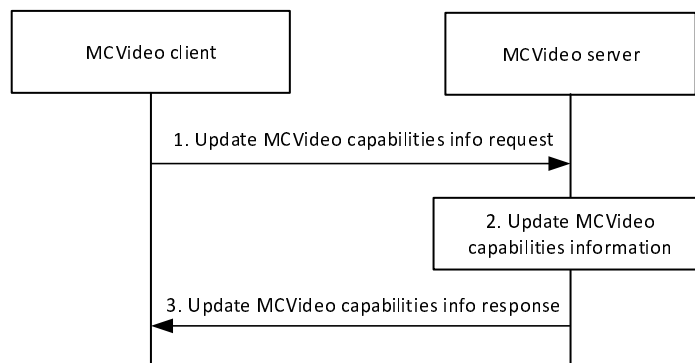 MCVideo client
MCVideo server
1. Update MCVideo capabilities info request
2. Update MCVideo
capabilities information
3. Update MCVideo capabilities info response